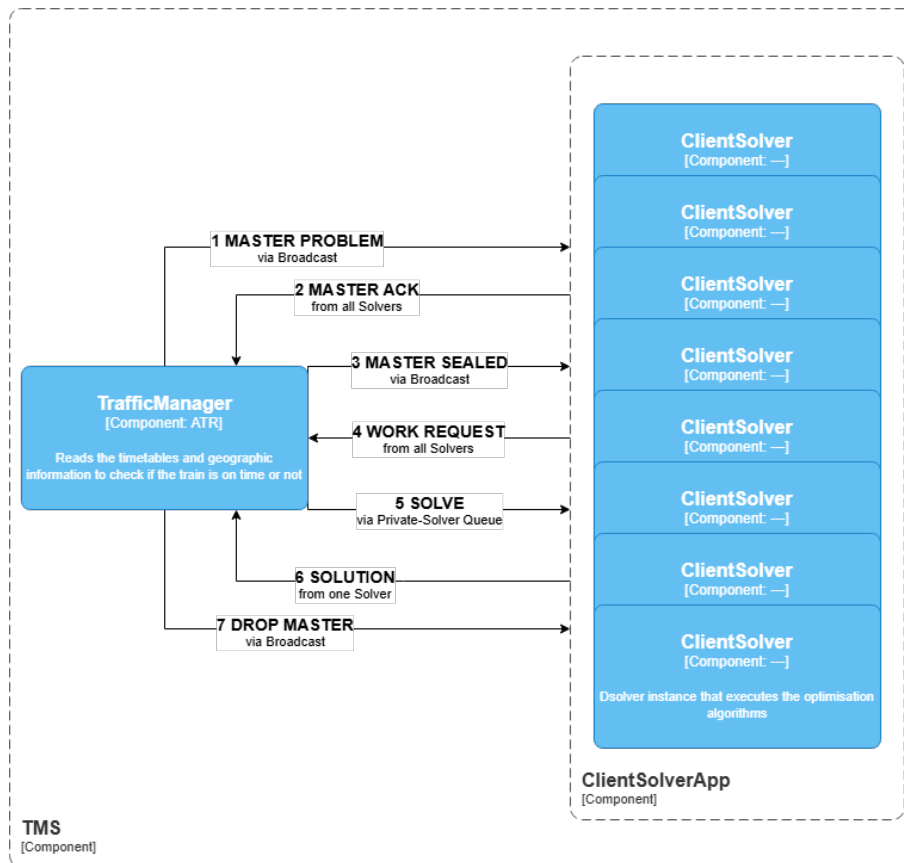 ClientSolver
[Component: ---]
ClientSolver
[Component: ---]
ClientSolver
[Component: ---]
ClientSolver
[Component: ---]
ClientSolver
[Component: ---]
ClientSolver
[Component: ---]
ClientSolver
[Component: ---]
ClientSolver
[Component: ---]
Dsolver instance that executes the optimisation
algorithms
1 MASTER PROBLEM
via Broadcast
2 MASTER ACK
from all Solvers
3 MASTER SEALED
via Broadcast
4 WORK REQUEST
from all Solvers
5 SOLVE
via Private-Solver Queue
6 SOLUTION
from one Solver
7 DROP MASTER
via Broadcast
TrafficManager
[Component: ATR]
Reads the timetables and geographic
information to check if the train is on time or not
ClientSolverApp
[Component]
TMS
[Component]